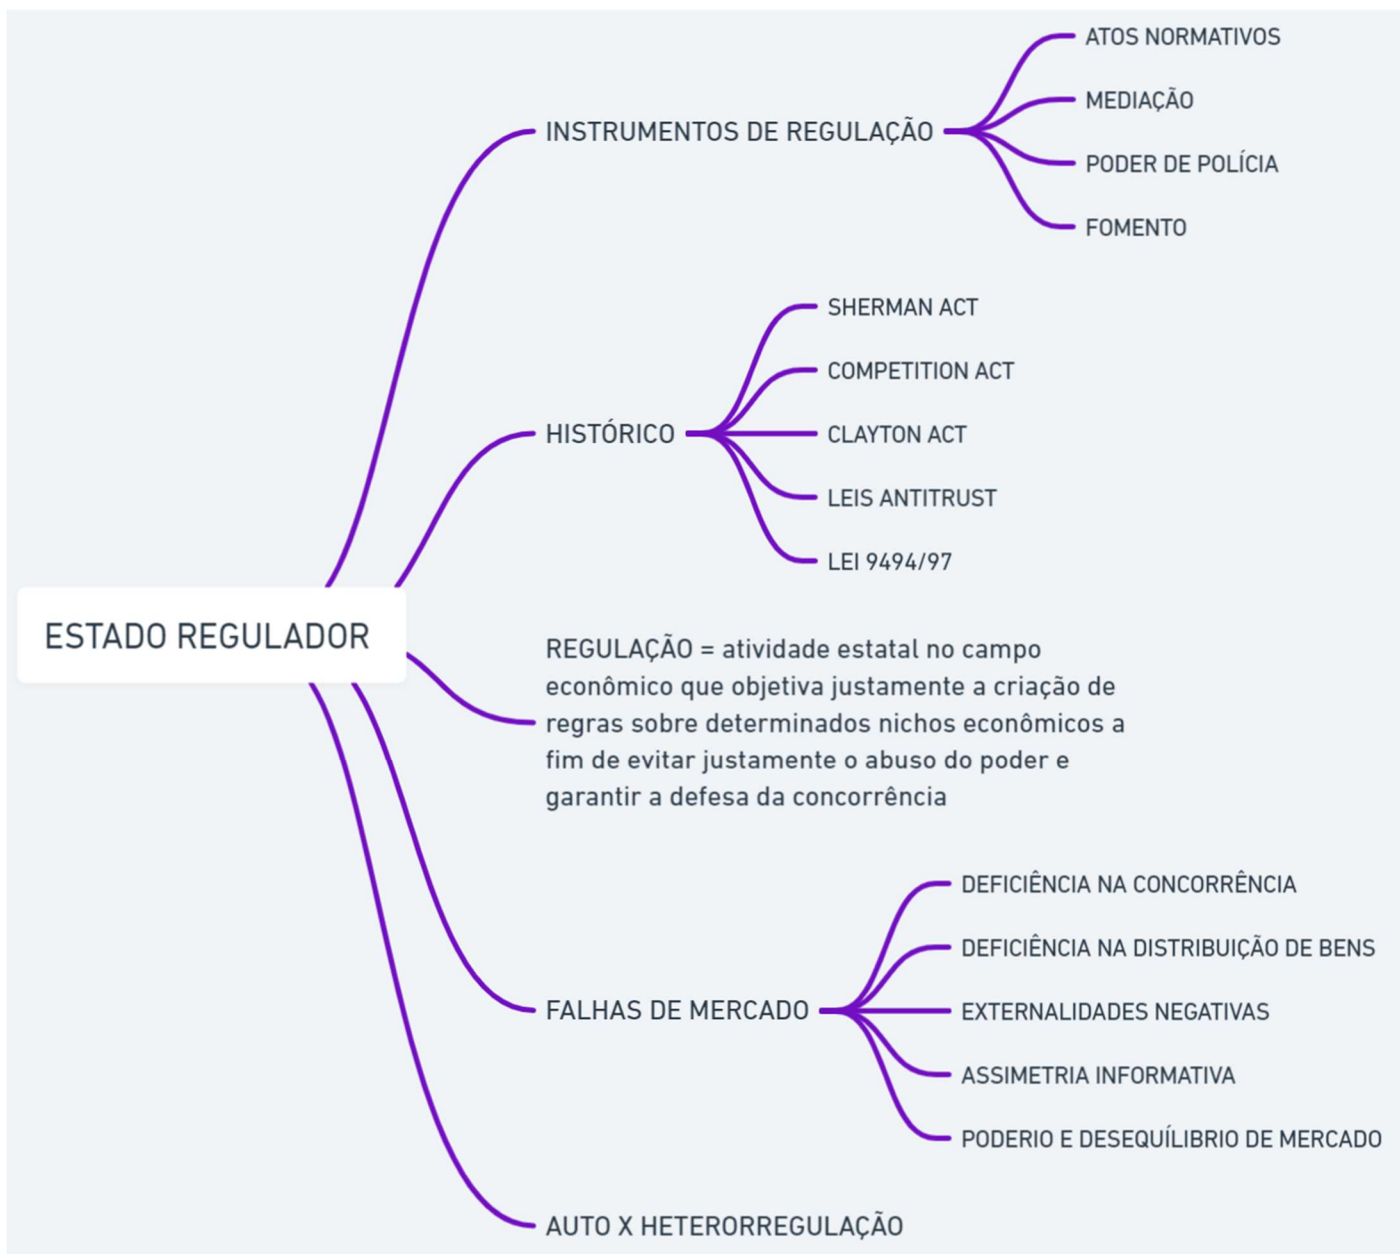 ESTADO REGULADOR
INSTRUMENTOS DE REGULAÇÃO
ATOS NORMATIVOS
MEDIAÇÃO
PODER DE POLÍCIA
FOMENTO
HISTÓRICO
SHERMAN ACT
COMPETITION ACT
CLAYTON ACT
LEIS ANTITRUST
LEI 9494/97
REGULAÇÃO = atividade estatal no campo
econômico que objetiva justamente a criação de
regras sobre determinados nichos econômicos a
fim de evitar justamente o abuso do poder e
garantir a defesa da concorrência
FALHAS DE MERCADO
DEFICIÊNCIA NA CONCORRÊNCIA
DEFICIÊNCIA NA DISTRIBUIÇÃO DE BENS
EXTERNALIDADES NEGATIVAS
ASSIMETRIA INFORMATIVA
PODERIO E DESEQUÍLIBRIO DE MERCADO
AUTO X HETERORREGULAÇÃO